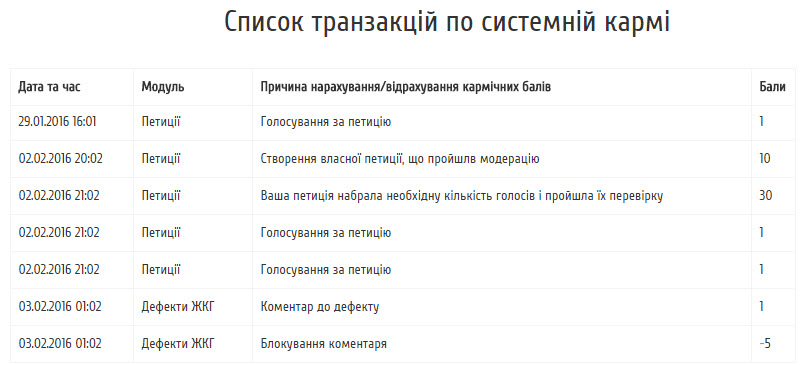 Список транзакцій по системній кармі
Дата та час Модуль Причина нарахування/відрахування кармічних балів Бали
29.01.2016 16:01 Петиції Голосування за петицію 1
02.02.2016 20:02 Петиції Створення власної петиції, що пройшлв модерацію 10
02.02.2016 21:02 Петиції Ваша петиція набрала необхідну кількість голосів і пройшла їх перевірку 30
02.02.2016 21:02 Петиції Голосування за петицію 1
02.02.2016 21:02 Петиції Голосування за петицію 1
03.02.2016 01:02 Дефекти ЖКГ Коментар до дефекту 1
03.02.2016 01:02 Дефекти ЖКГ Блокування коментаря -5